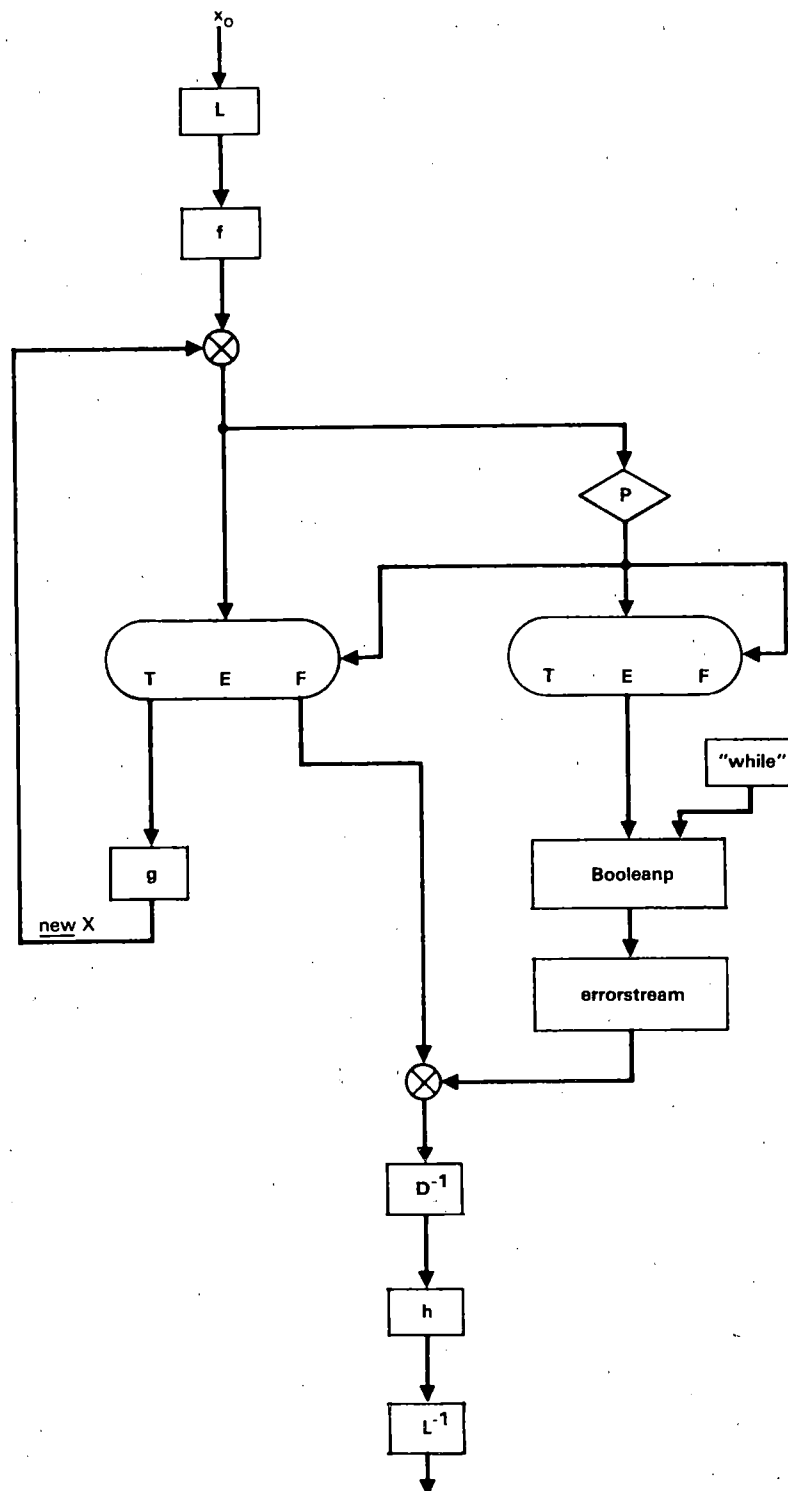 x₀
L
f
P
T E F
T E F
"while"
g
Booleanp
new X
errorstream
D⁻¹
h
L⁻¹